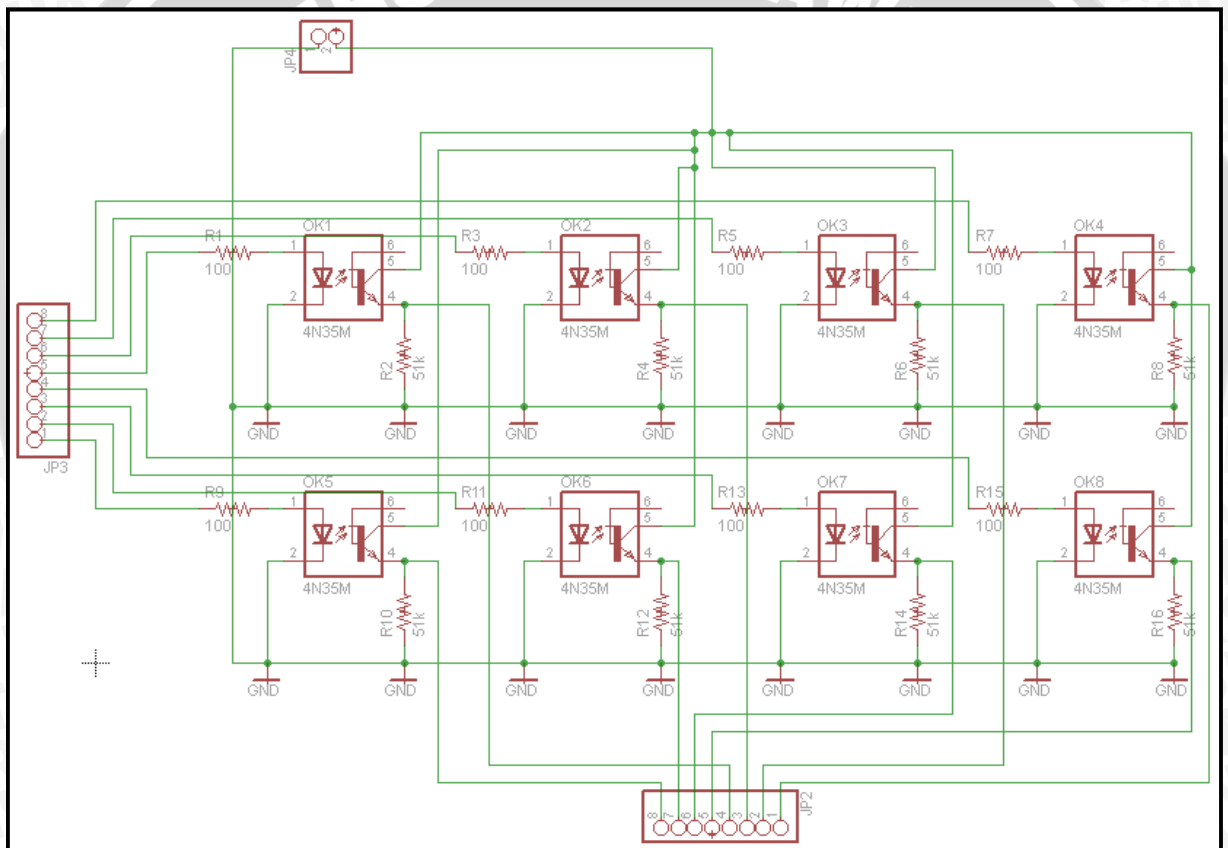 JP4
1
2
OK1
OK2
OK3
OK4
R1
R3
R5
R7
1
6
1
6
1
6
1
6
100
5
100
5
100
5
100
5
2
4
2
4
2
4
2
4
4N35M
4N35M
4N35M
4N35M
R2
51k
R4
51k
R6
51k
R8
51k
8
7
6
5
4
3
2
1
JP3
GND
GND
GND
GND
GND
GND
GND
GND
OK5
OK6
OK7
OK8
R9
R11
R13
R15
1
6
1
6
1
6
1
6
100
5
100
5
100
5
100
5
2
4
2
4
2
4
2
4
4N35M
4N35M
4N35M
4N35M
R10
51k
R12
51k
R14
51k
R16
51k
GND
GND
GND
GND
GND
GND
GND
GND
JP2
8
7
6
5
4
3
2
1